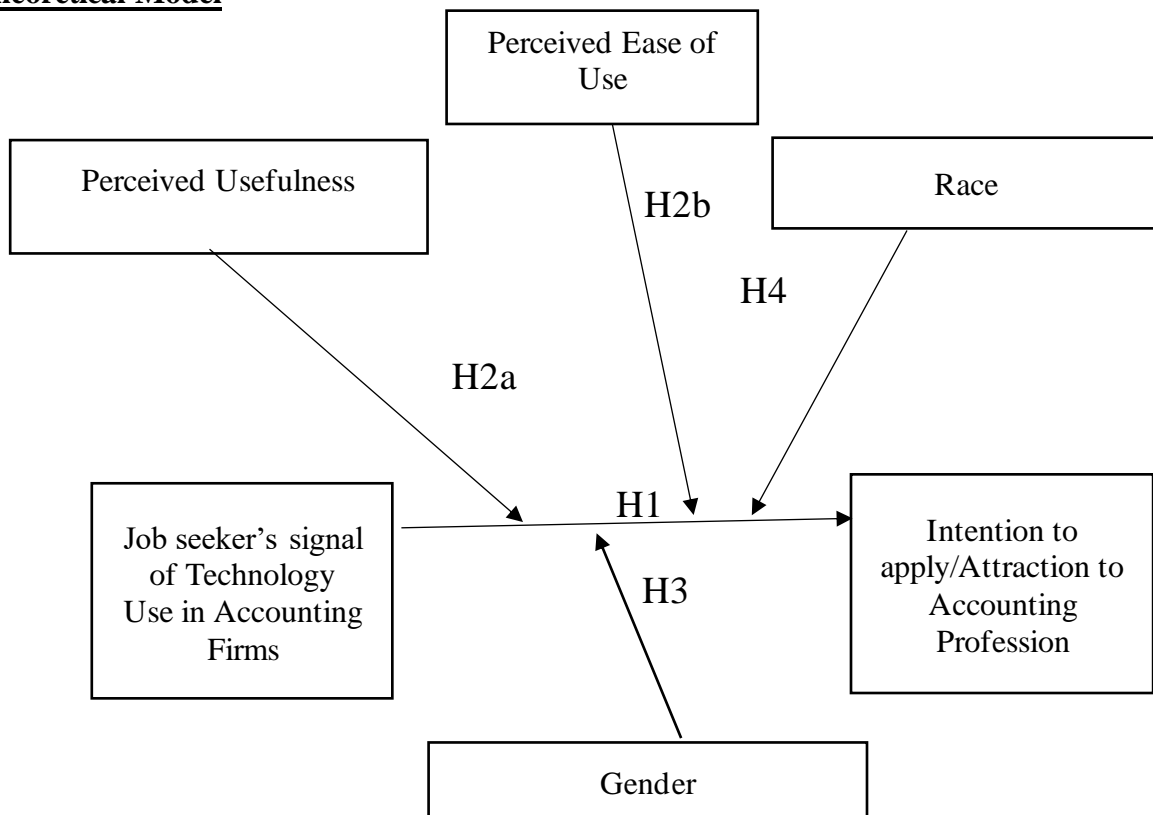 Model
Perceived Ease of
Use
Perceived Usefulness
Race
H2b
H4
H2a
H1
Job seeker’s signal
of Technology
Use in Accounting
Firms
Intention to
apply/Attraction to
Accounting
Profession
H3
Gender